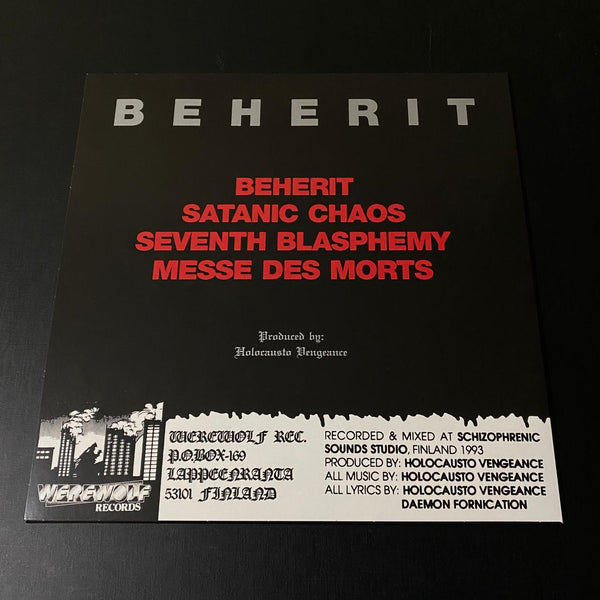 BEHERIT
BEHERIT
SATANIC CHAOS
SEVENTH BLASPHEMY
MESSE DES MORTS
Produced by:
Holocausto Vengeance
WEREWOLF
RECORDS
WEREWOLF REC.
P.O.BOX-169
LAPPEENRANTA
53101 FINLAND
RECORDED & MIXED AT SCHIZOPHRENIC
SOUNDS STUDIO, FINLAND 1993
PRODUCED BY: HOLOCAUSTO VENGEANCE
ALL MUSIC BY: HOLOCAUSTO VENGEANCE
ALL LYRICS BY: HOLOCAUSTO VENGEANCE
DAEMON FORNICATION